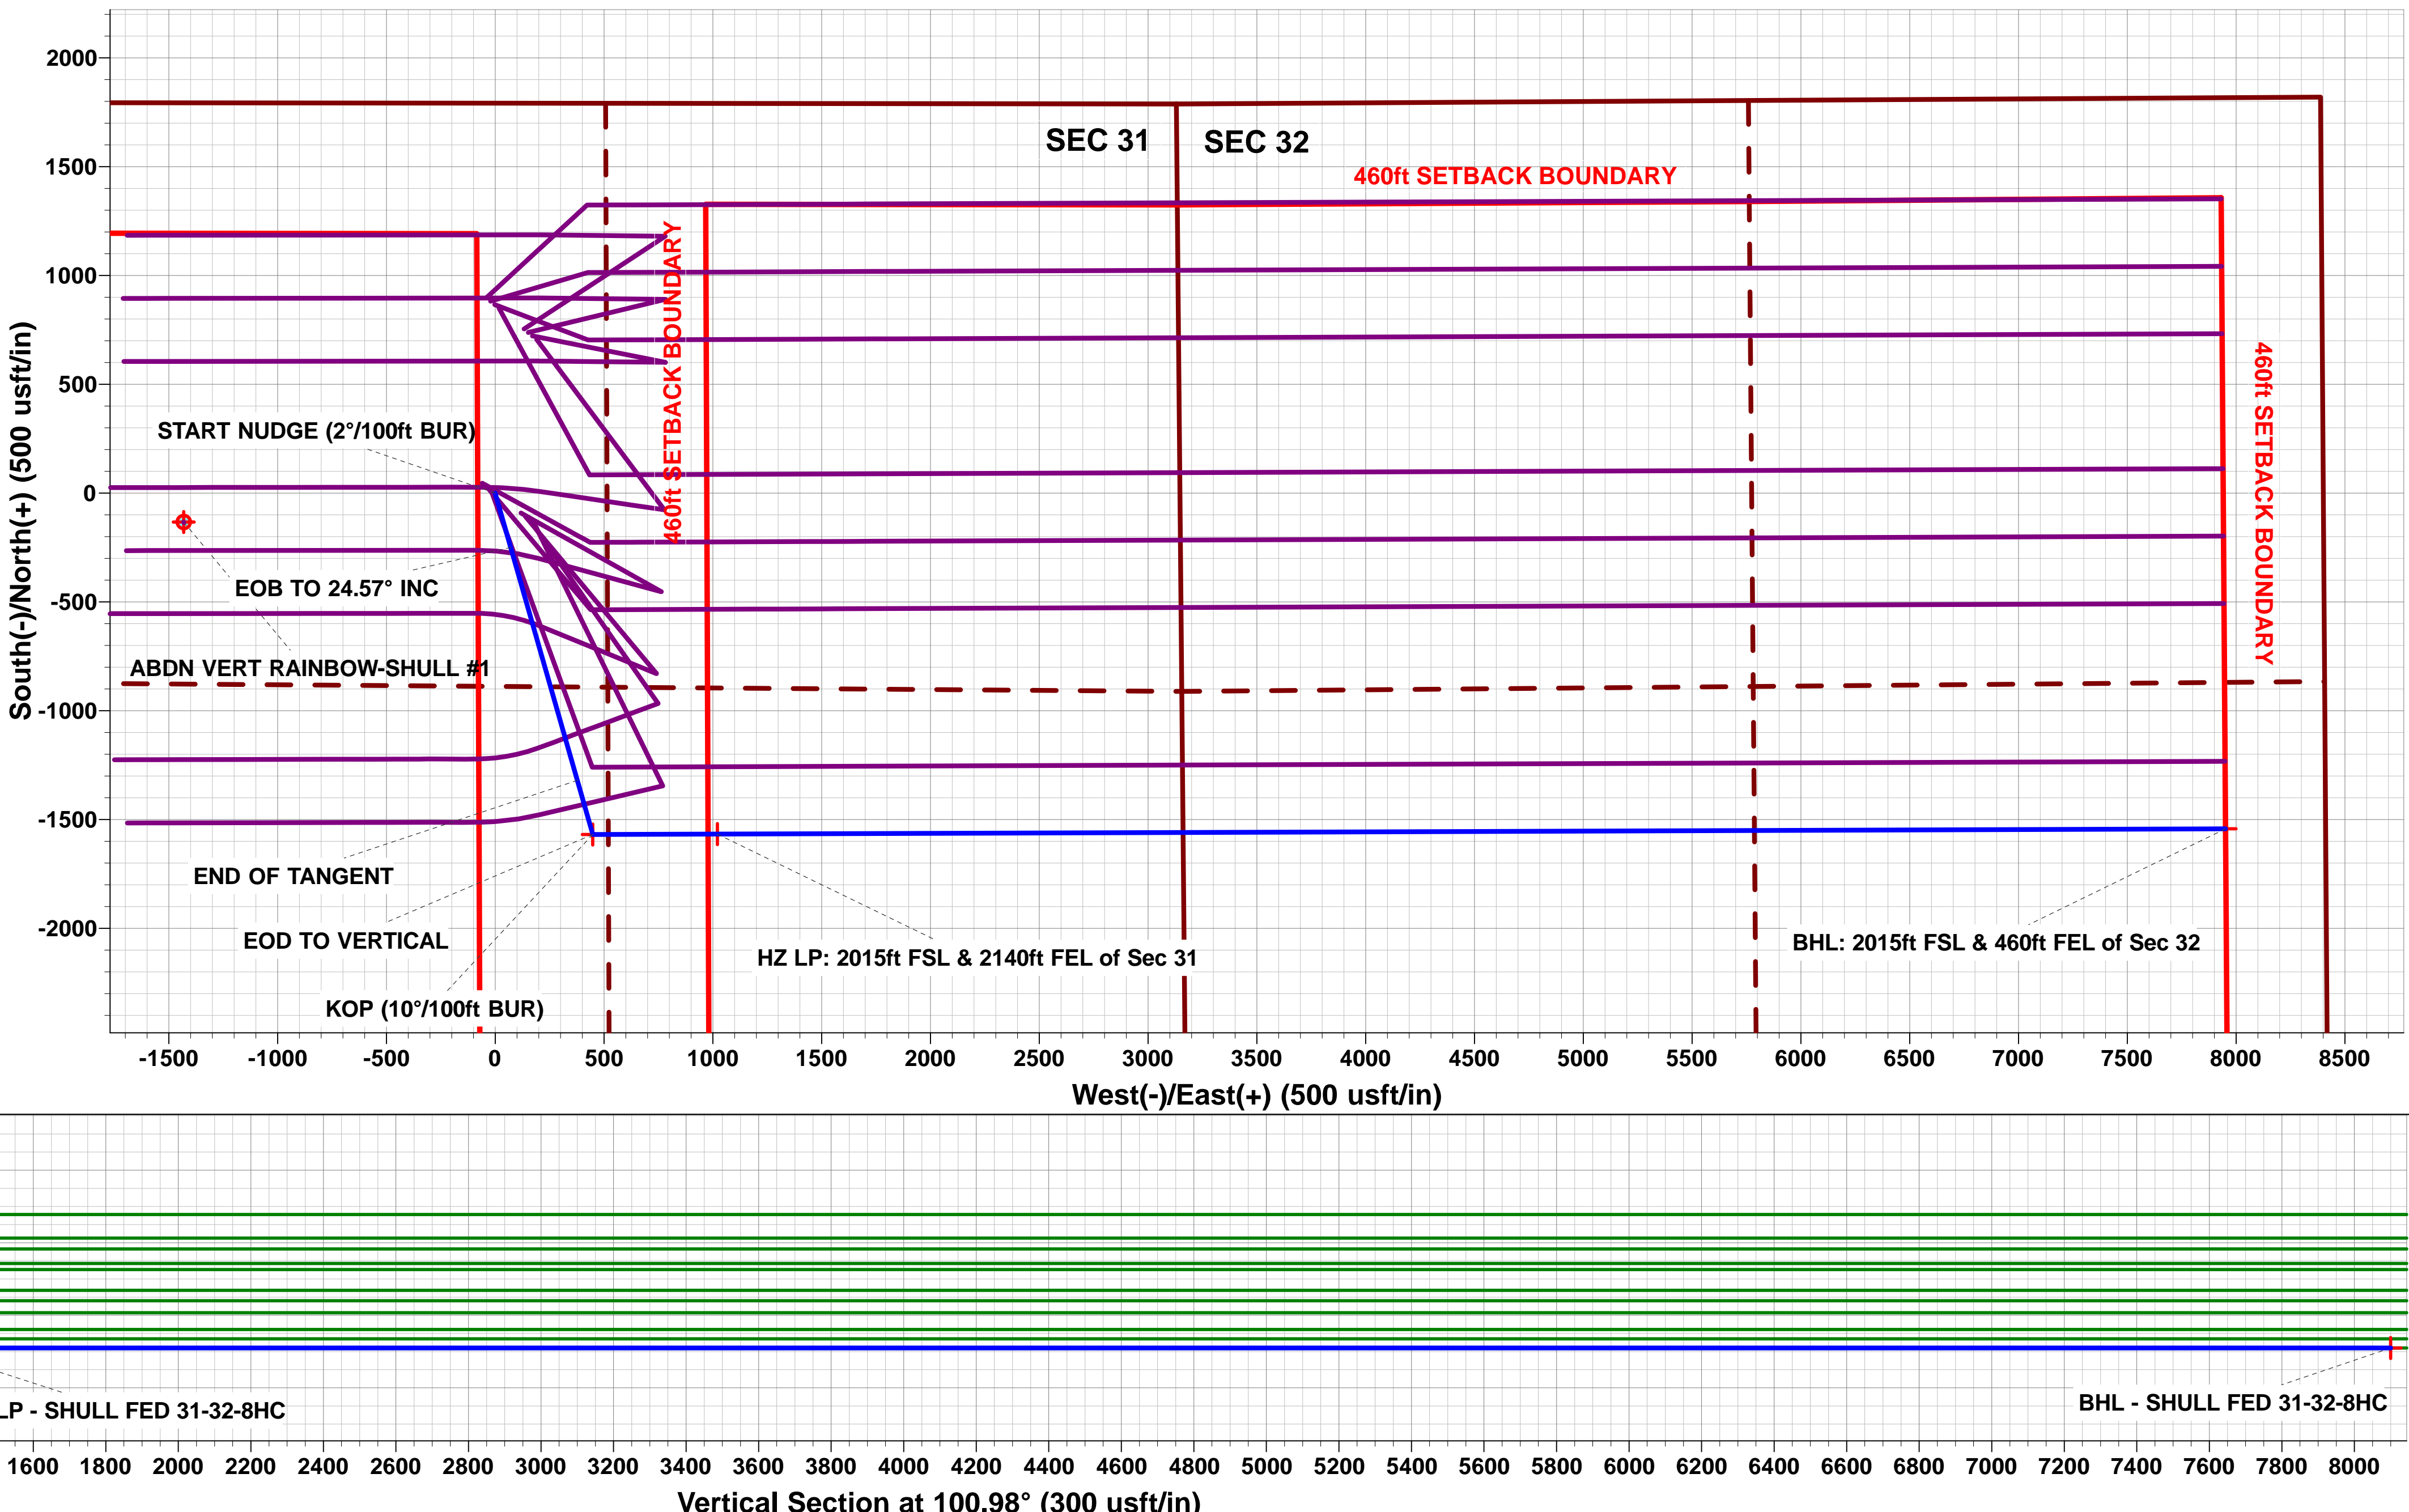 2000
1500
1000
500
0
-500
-1000
-1500
-2000
South(-)/North(+) (500 usft/in)
SEC 31
SEC 32
460ft SETBACK BOUNDARY
460ft SETBACK BOUNDARY
460ft SETBACK BOUNDARY
START NUDGE (2°/100ft BUR)
EOB TO 24.57° INC
ABDN VERT RAINBOW-SHULL #1
END OF TANGENT
EOD TO VERTICAL
KOP (10°/100ft BUR)
HZ LP: 2015ft FSL & 2140ft FEL of Sec 31
BHL: 2015ft FSL & 460ft FEL of Sec 32
-1500 -1000 -500 0 500 1000 1500 2000 2500 3000 3500 4000 4500 5000 5500 6000 6500 7000 7500 8000 8500
West(-)/East(+) (500 usft/in)
LP - SHULL FED 31-32-8HC
BHL - SHULL FED 31-32-8HC
1600 1800 2000 2200 2400 2600 2800 3000 3200 3400 3600 3800 4000 4200 4400 4600 4800 5000 5200 5400 5600 5800 6000 6200 6400 6600 6800 7000 7200 7400 7600 7800 8000
Vertical Section at 100.98° (300 usft/in)